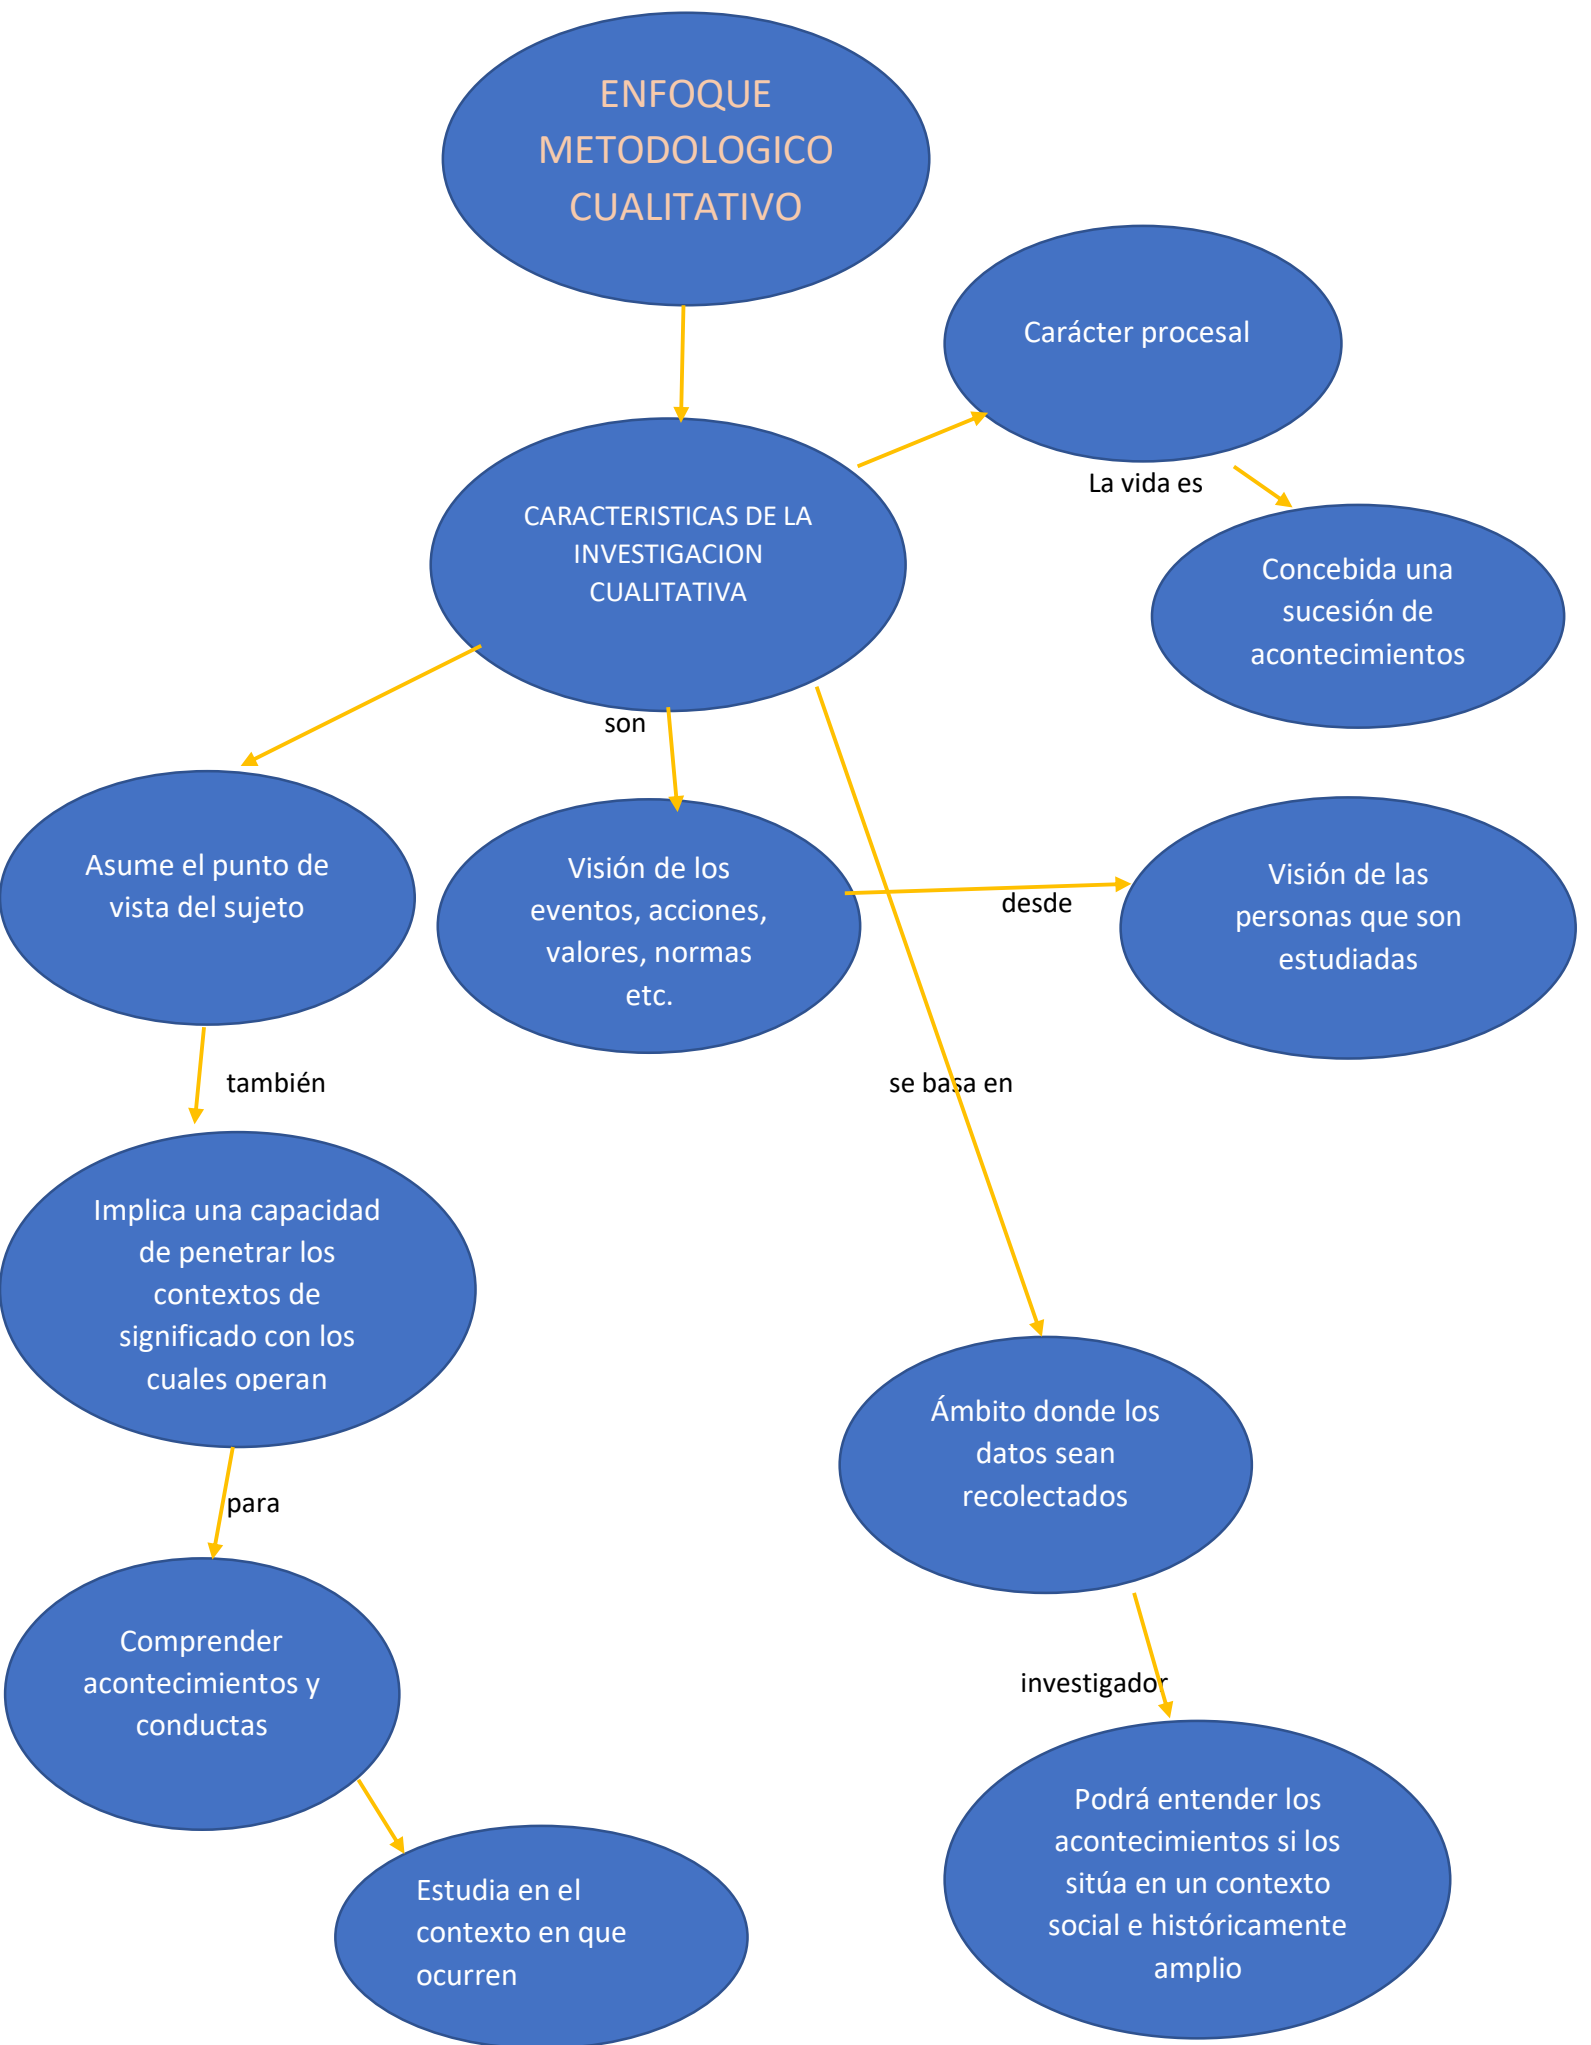 ENFOQUE
METODOLOGICO
CUALITATIVO
Carácter procesal
La vida es
Concebida una
sucesión de
acontecimientos
CARACTERISTICAS DE LA
INVESTIGACION
CUALITATIVA
son
Asume el punto de
vista del sujeto
Visión de los
eventos, acciones,
valores, normas
etc.
desde
Visión de las
personas que son
estudiadas
también
se basa en
Implica una capacidad
de penetrar los
contextos de
significado con los
cuales operan
Ámbito donde los
datos sean
recolectados
para
Comprender
acontecimientos y
conductas
investigador
Podrá entender los
acontecimientos si los
sitúa en un contexto
social e históricamente
amplio
Estudia en el
contexto en que
ocurren